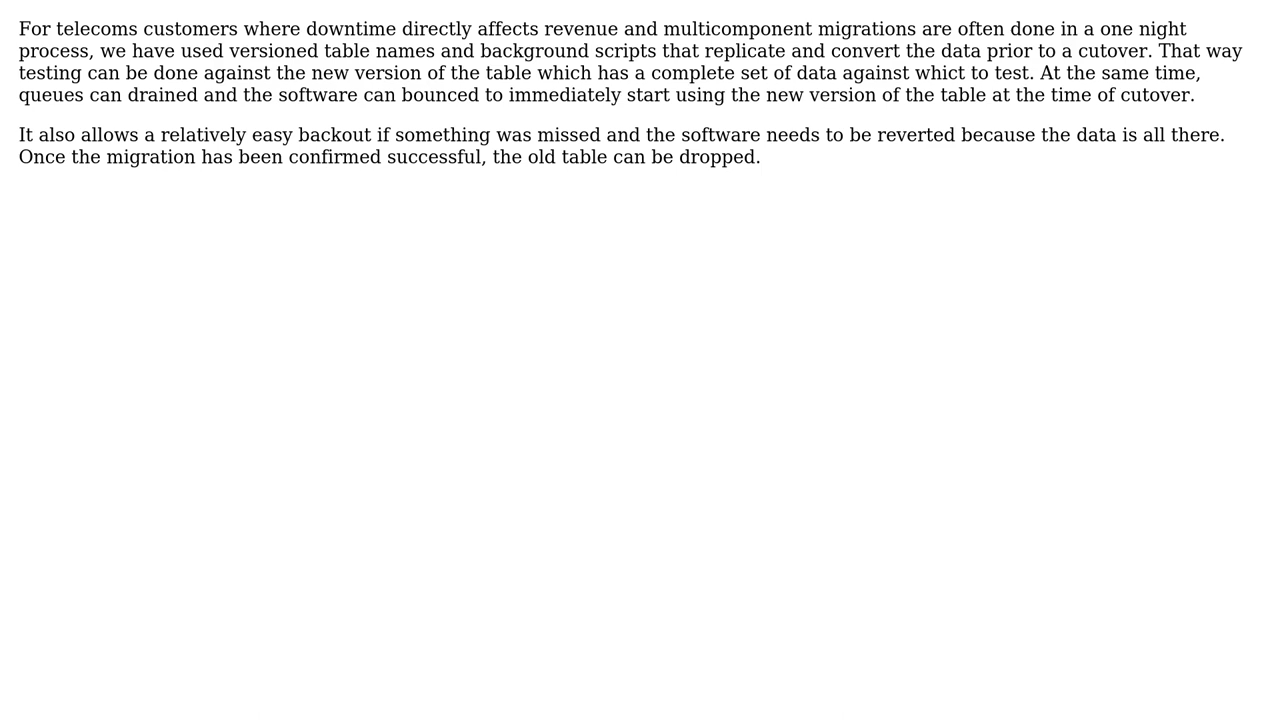 For telecoms customers where downtime directly affects revenue and multicomponent migrations are often done in a one night
process, we have used versioned table names and background scripts that replicate and convert the data prior to a cutover. That way
testing can be done against the new version of the table which has a complete set of data against whict to test. At the same time,
queues can drained and the software can bounced to immediately start using the new version of the table at the time of cutover.
It also allows a relatively easy backout if something was missed and the software needs to be reverted because the data is all there.
Once the migration has been confirmed successful, the old table can be dropped.